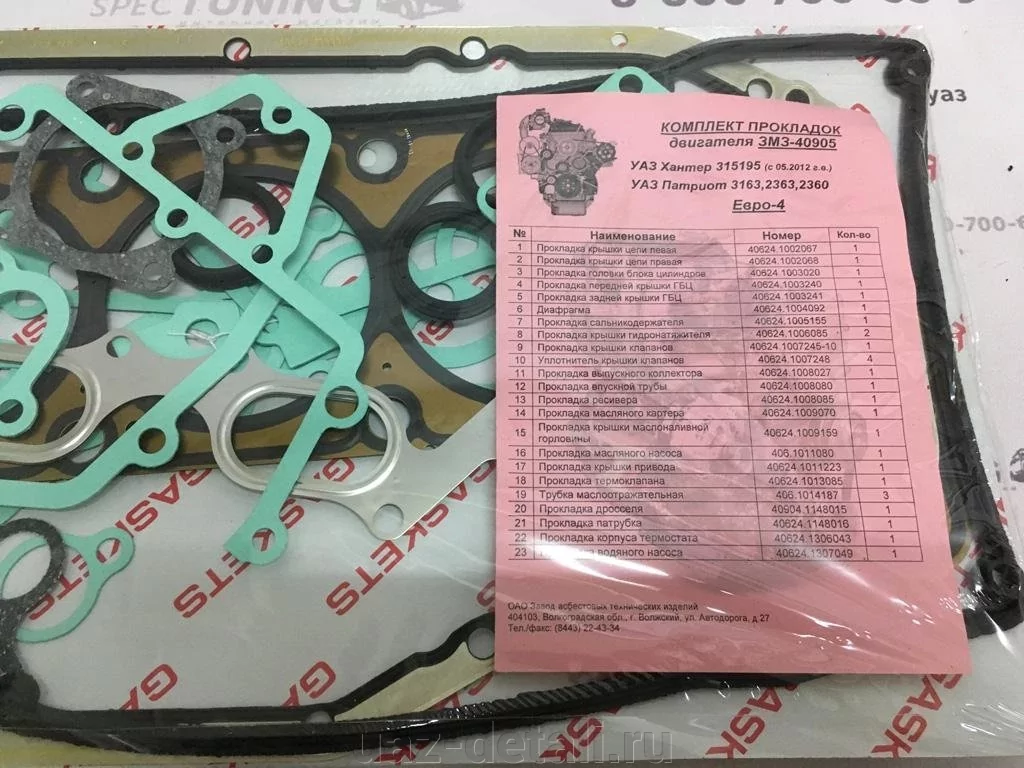 SPEC TUNING
ИНТЕРНЕТ МАГАЗИН
уаз
КОМПЛЕКТ ПРОКЛАДОК
двигателя ЗМЗ-40905
УАЗ Хантер 315195 (с 05.2012 г.в.)
УАЗ Патриот 3163,2363,2360
Евро-4
№ Наименование Номер Кол-во
1 Прокладка крышки цепи левая 40624.1002067 1
2 Прокладка крышки цепи правая 40624.1002068 1
3 Прокладка головки блока цилиндров 40624.1003020 1
4 Прокладка передней крышки ГБЦ 40624.1003240 1
5 Прокладка задней крышки ГБЦ 40624.1003241 1
6 Диафрагма 40624.1004092 1
7 Прокладка сальникодержателя 40624.1005155 1
8 Прокладка крышки гидронатяжителя 40624.1006085 2
9 Прокладка крышки клапанов 40624.1007245-10 1
10 Уплотнитель крышки клапанов 40624.1007248 4
11 Прокладка выпускного коллектора 40624.1008027 1
12 Прокладка впускной трубы 40624.1008080 1
13 Прокладка ресивера 40624.1008085 1
14 Прокладка масляного картера 40624.1009070 1
15 Прокладка крышки маслоналивной горловины 40624.1009159 1
16 Прокладка масляного насоса 406.1011080 1
17 Прокладка крышки привода 40624.1011223 1
18 Прокладка термоклапана 40624.1013085 1
19 Трубка маслоотражательная 406.1014187 3
20 Прокладка дросселя 40904.1148015 1
21 Прокладка патрубка 40624.1148016 1
22 Прокладка корпуса термостата 40624.1306043 1
23 водяного насоса 40624.1307049 1
ОАО Завод асбестовых технических изделий
404103, Волгоградская обл., г. Волжский, ул. Автодорога, д 27
Тел./факс: (8443) 22-43-34
GASKETS
GASKETS
GASKETS
uaz-detail.ru